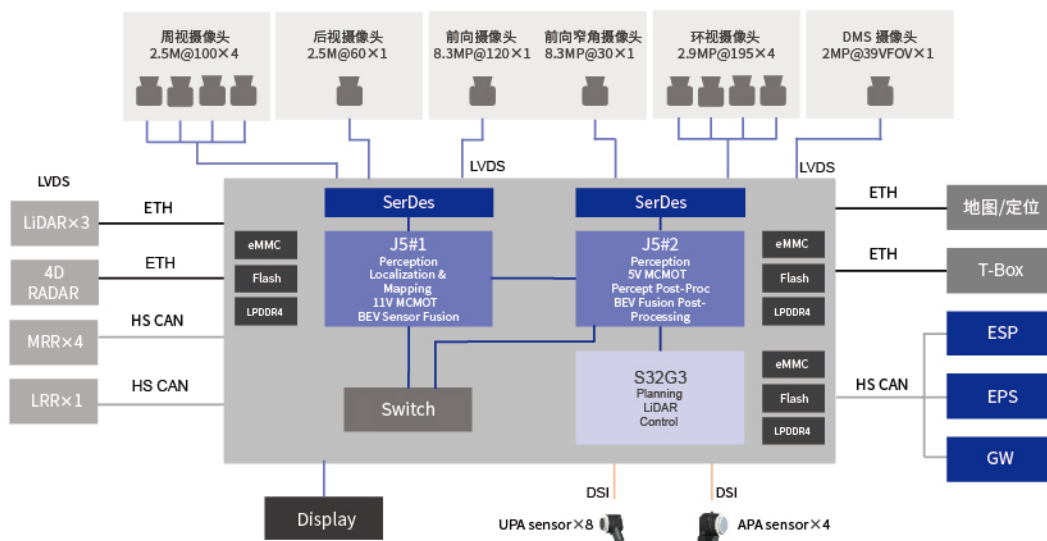 周视摄像头
2.5M@100×4
后视摄像头
2.5M@60×1
前向摄像头
8.3MP@120×1
前向窄角摄像头
8.3MP@30×1
环视摄像头
2.9MP@195×4
DMS 摄像头
2MP@39VFOV×1
LVDS
LVDS
LVDS
LiDAR×3
ETH
4D
RADAR
ETH
MRR×4
HS CAN
LRR×1
HS CAN
SerDes
SerDes
eMMC
Flash
LPDDR4
J5#1
Perception
Localization &
Mapping
11V MCMOT
BEV Sensor Fusion
J5#2
Perception
5V MCMOT
Percept Post-Proc
BEV Fusion Post-
Processing
eMMC
Flash
LPDDR4
Switch
S32G3
Planning
LiDAR
Control
eMMC
Flash
LPDDR4
ETH
地图/定位
ETH
T-Box
HS CAN
ESP
EPS
GW
Display
DSI
UPA sensor×8
DSI
APA sensor×4